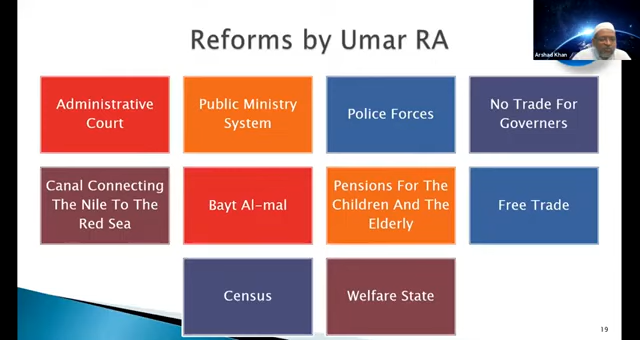 Reforms by Umar RA
Arshad Khan
Administrative
Court
Public Ministry
System
Police Forces
No Trade For
Governers
Canal Connecting
The Nile To The
Red Sea
Bayt Al-mal
Pensions For The
Children And The
Elderly
Free Trade
Census
Welfare State
19